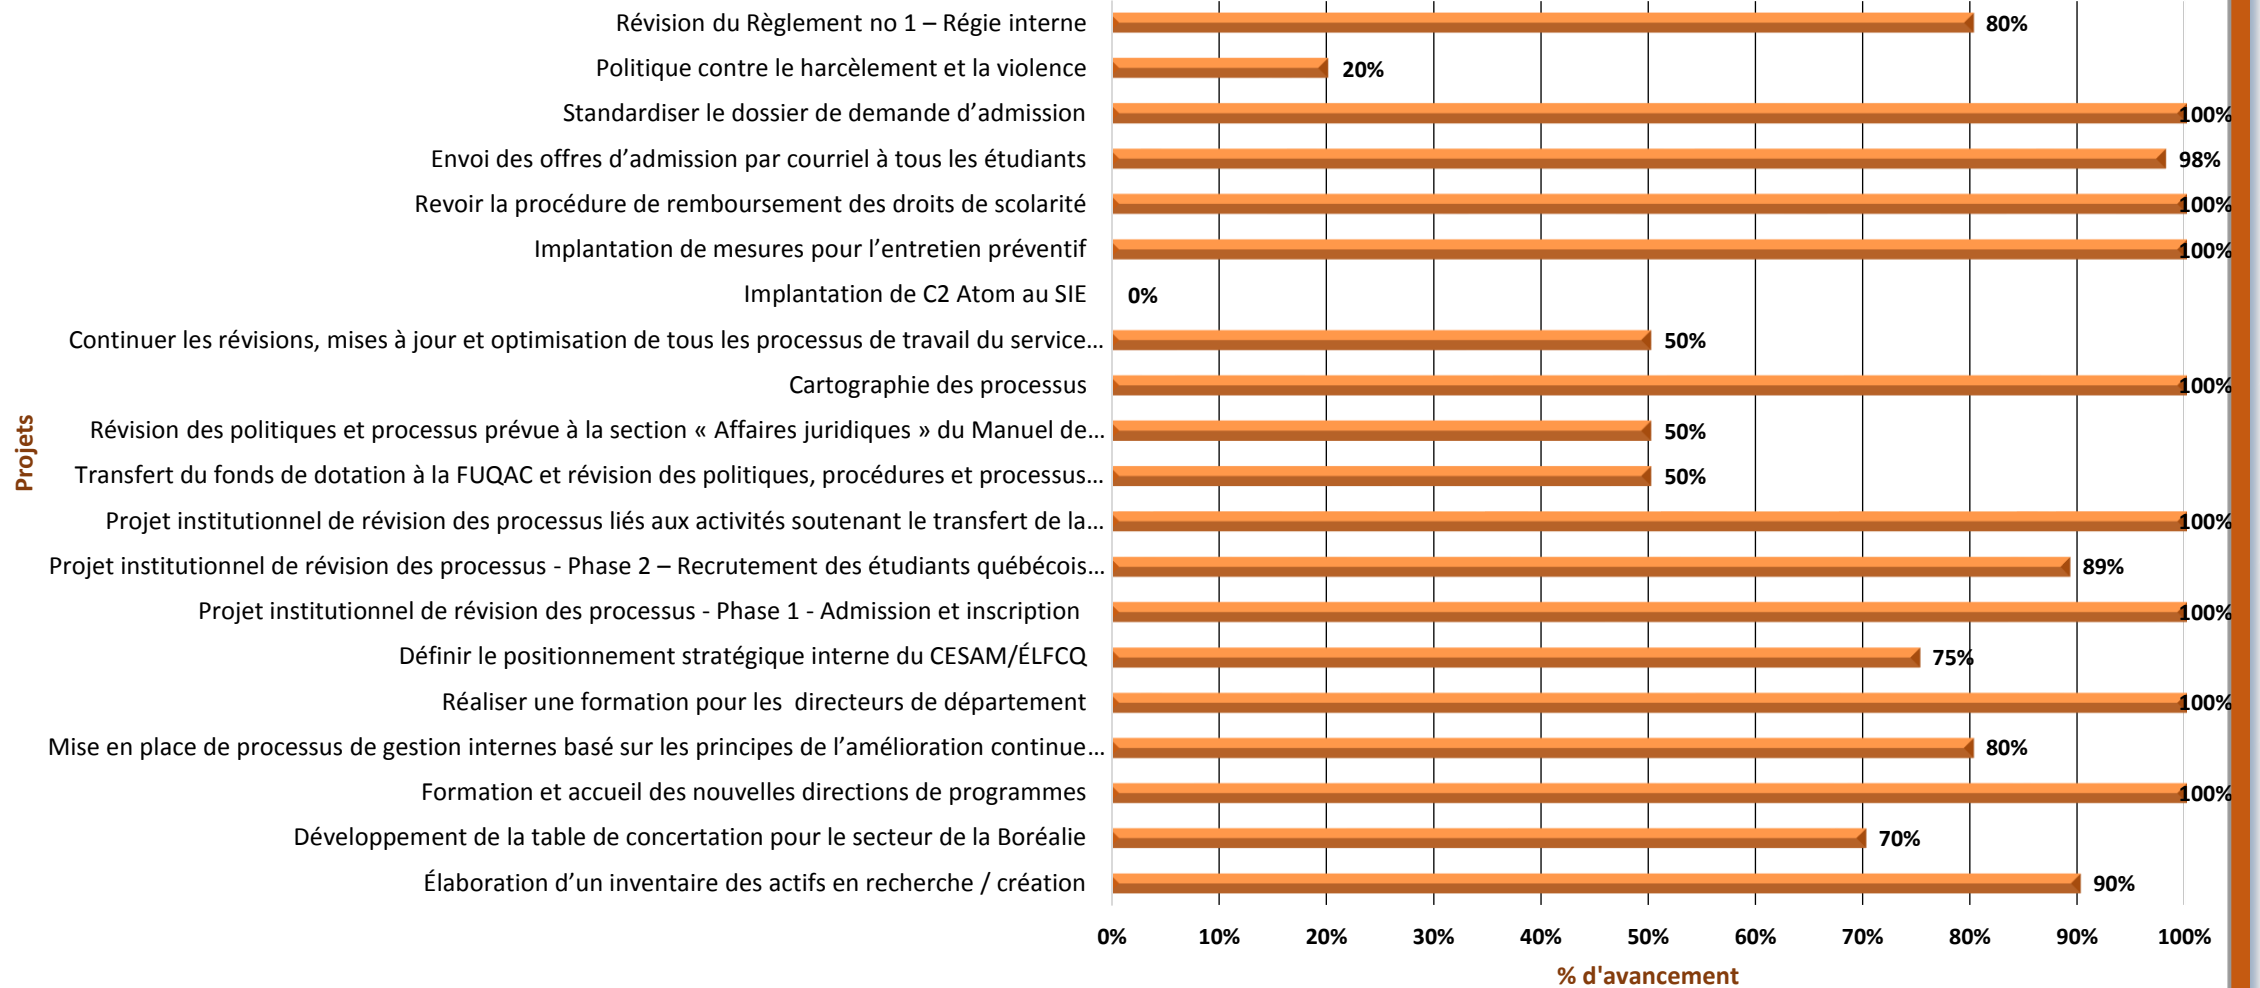 Révision du Règlement no 1 – Régie interne 80%
Politique contre le harcèlement et la violence 20%
Standardiser le dossier de demande d’admission 100%
Envoi des offres d’admission par courriel à tous les étudiants 98%
Revoir la procédure de remboursement des droits de scolarité 100%
Implantation de mesures pour l’entretien préventif 100%
Implantation de C2 Atom au SIE 0%
Continuer les révisions, mises à jour et optimisation de tous les processus de travail du service… 50%
Cartographie des processus 100%
Révision des politiques et processus prévue à la section « Affaires juridiques » du Manuel de… 50%
Transfert du fonds de dotation à la FUQAC et révision des politiques, procédures et processus… 50%
Projet institutionnel de révision des processus liés aux activités soutenant le transfert de la… 100%
Projet institutionnel de révision des processus - Phase 2 – Recrutement des étudiants québécois… 89%
Projet institutionnel de révision des processus - Phase 1 - Admission et inscription 100%
Définir le positionnement stratégique interne du CESAM/ÉLFCQ 75%
Réaliser une formation pour les directeurs de département 100%
Mise en place de processus de gestion internes basé sur les principes de l’amélioration continue… 80%
Formation et accueil des nouvelles directions de programmes 100%
Développement de la table de concertation pour le secteur de la Boréalie 70%
Élaboration d’un inventaire des actifs en recherche / création 90%
Projets
0% 10% 20% 30% 40% 50% 60% 70% 80% 90% 100%
% d'avancement